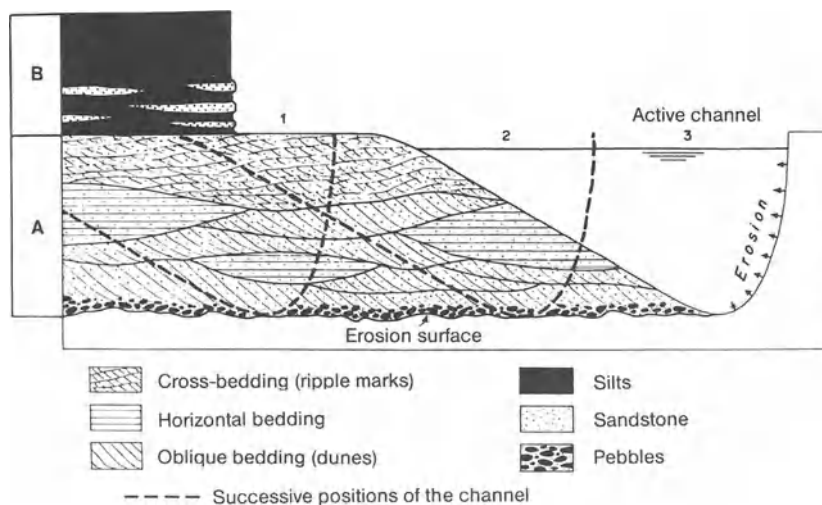 B
1
Active channel
2
3
A
Erosion
Erosion surface
Cross-bedding (ripple marks)
Silts
Horizontal bedding
Sandstone
Oblique bedding (dunes)
Pebbles
Successive positions of the channel